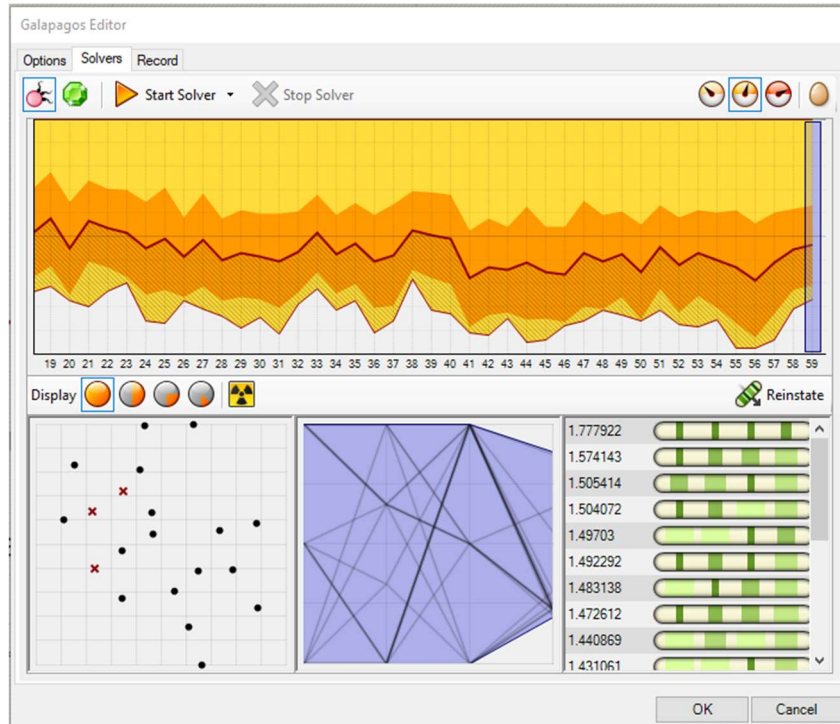 Galapagos Editor
Options Solvers Record
Start Solver Stop Solver
19 20 21 22 23 24 25 26 27 28 29 30 31 32 33 34 35 36 37 38 39 40 41 42 43 44 45 46 47 48 49 50 51 52 53 54 55 56 57 58 59
Display Reinstate
1.777922
1.574143
1.505414
1.504072
1.49703
1.492292
1.483138
1.472612
1.440869
1.431061
OK Cancel